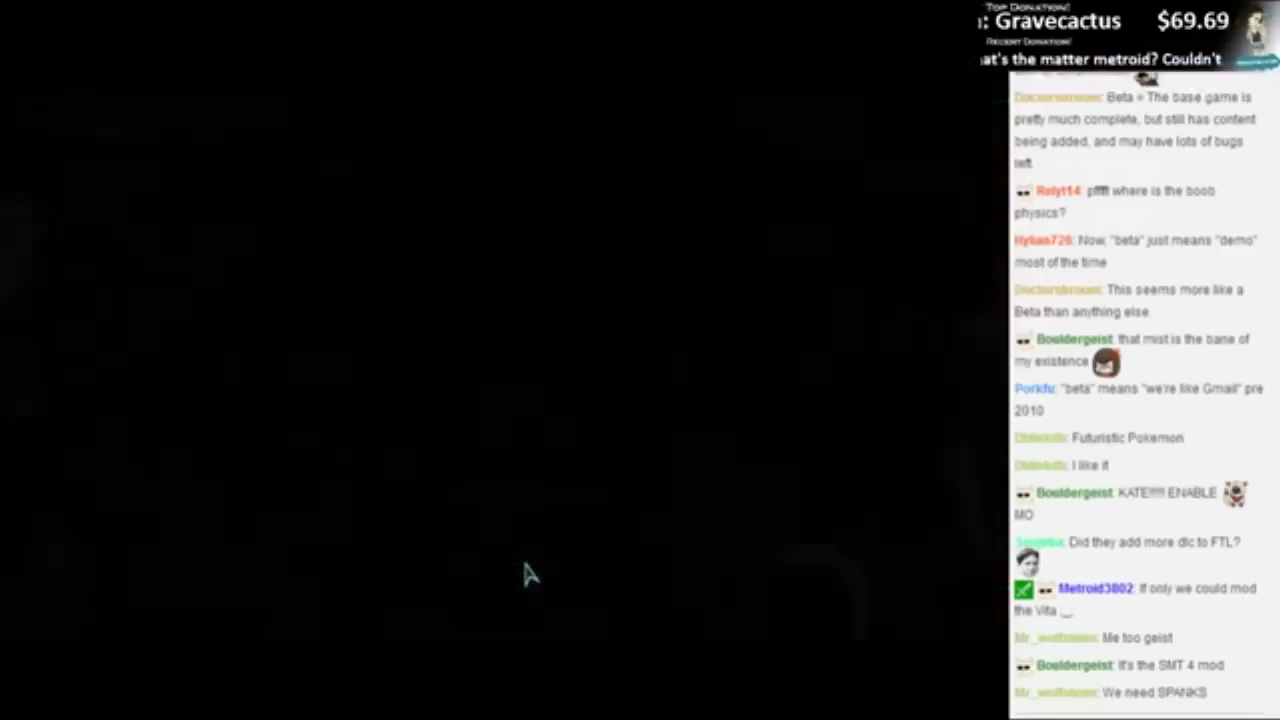 Top Donation!
: Gravecactus $69.69
Recent Donation!
at's the matter metroid? Couldn't
Beta = The base game is
pretty much complete, but still has content
being added, and may have lots of bugs
left
Relyt14: pffft where is the boob
physics?
Hylian726: Now, "beta" just means "demo"
most of the time
This seems more like a
Beta than anything else.
Bouldergeist: that mist is the bane of
my existence
Porkfu: "beta" means "we're like Gmail" pre
2010
Futuristic Pokemon
I like it
Bouldergeist: KATE!!!!! ENABLE
MO
Did they add more dlc to FTL?
Metroid3802: If only we could mod
the Vita
Mr_wolfsteen: Me too geist
Bouldergeist: It's the SMT 4 mod
Mr_wolfsteen: We need SPANKS